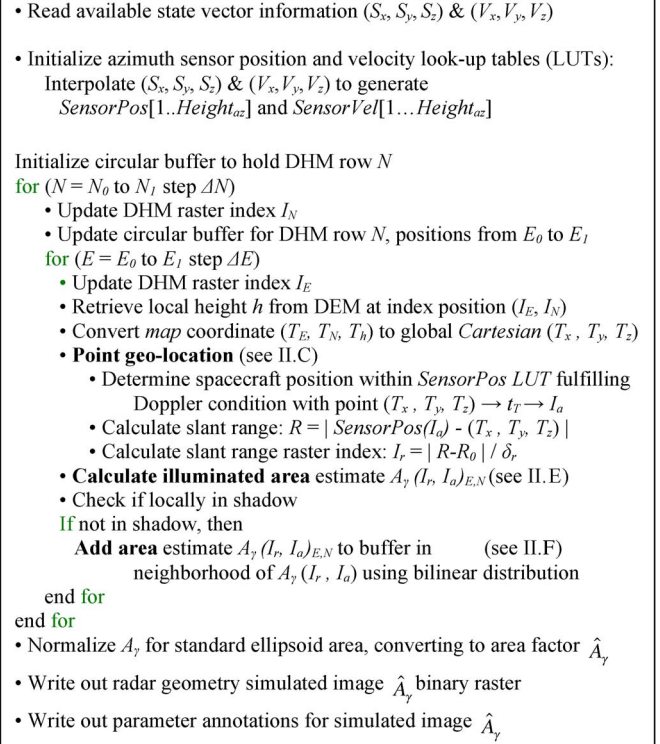 • Read available state vector information (Sx, Sy, Sz) & (Vx, Vy, Vz)
• Initialize azimuth sensor position and velocity look-up tables (LUTs):
Interpolate (Sx, Sy, Sz) & (Vx, Vy, Vz) to generate
SensorPos[1..Heightaz] and SensorVel[1…Heightaz]
Initialize circular buffer to hold DHM row N
for (N = N0 to N1 step ΔN)
• Update DHM raster index IN
• Update circular buffer for DHM row N, positions from E0 to E1
for (E = E0 to E1 step ΔE)
• Update DHM raster index IE
• Retrieve local height h from DEM at index position (IE, IN)
• Convert map coordinate (TE, TN, Th) to global Cartesian (Tx , Ty, Tz)
• Point geo-location (see II.C)
• Determine spacecraft position within SensorPos LUT fulfilling
Doppler condition with point (Tx , Ty, Tz) → tT → Ia
• Calculate slant range: R = | SensorPos(Ia) - (Tx , Ty, Tz) |
• Calculate slant range raster index: Ir = | R-R0 | / δr
• Calculate illuminated area estimate Aγ (Ir, Ia)E,N (see II.E)
• Check if locally in shadow
If not in shadow, then
Add area estimate Aγ (Ir, Ia)E,N to buffer in (see II.F)
neighborhood of Aγ (Ir , Ia) using bilinear distribution
end for
end for
• Normalize Aγ for standard ellipsoid area, converting to area factor Âγ
• Write out radar geometry simulated image Âγ binary raster
• Write out parameter annotations for simulated image Âγ